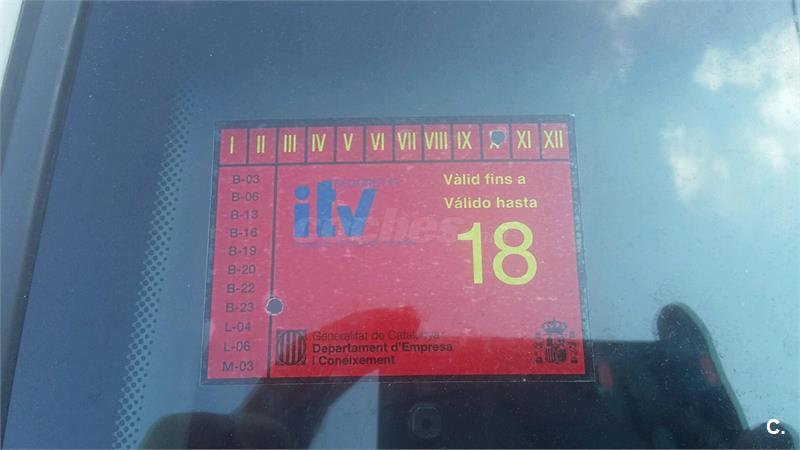 I II III IV V VI VII VIII IX X XI XII
B-03
B-06
B-13
B-16
B-19
B-20
B-22
B-23
L-04
L-06
M-03
itv
Vàlid fins a
Válido hasta
18
coches
Generalitat de Catalunya
Departament d'Empresa
i Coneixement
C.